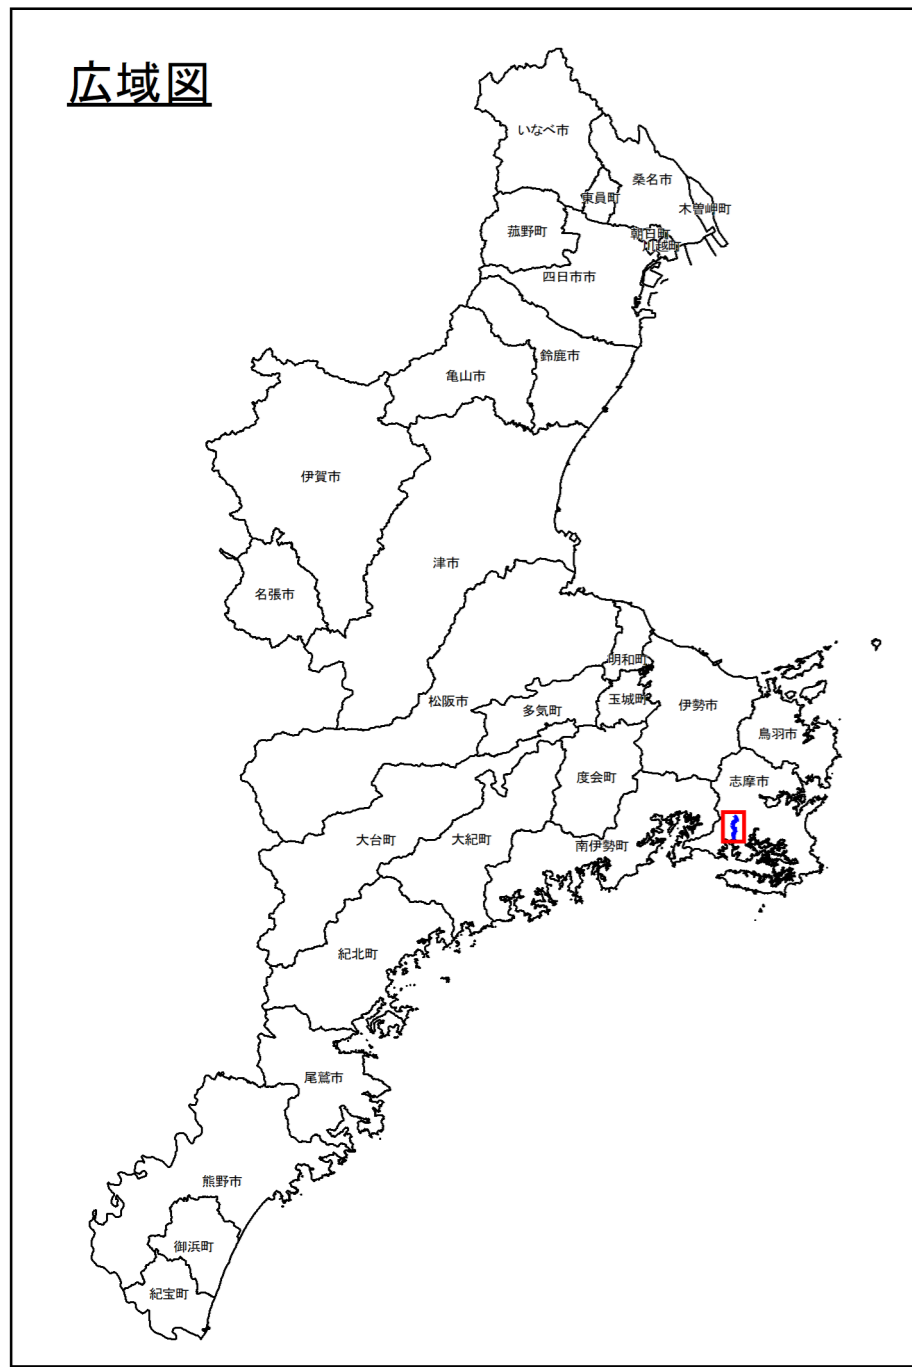 広域図
いなべ市
桑名市
東員町
木曽岬町
菰野町
朝日町
川越町
四日市市
鈴鹿市
亀山市
伊賀市
津市
名張市
明和町
松阪市
多気町
玉城町
伊勢市
鳥羽市
度会町
志摩市
大台町
大紀町
南伊勢町
紀北町
尾鷲市
熊野市
御浜町
紀宝町